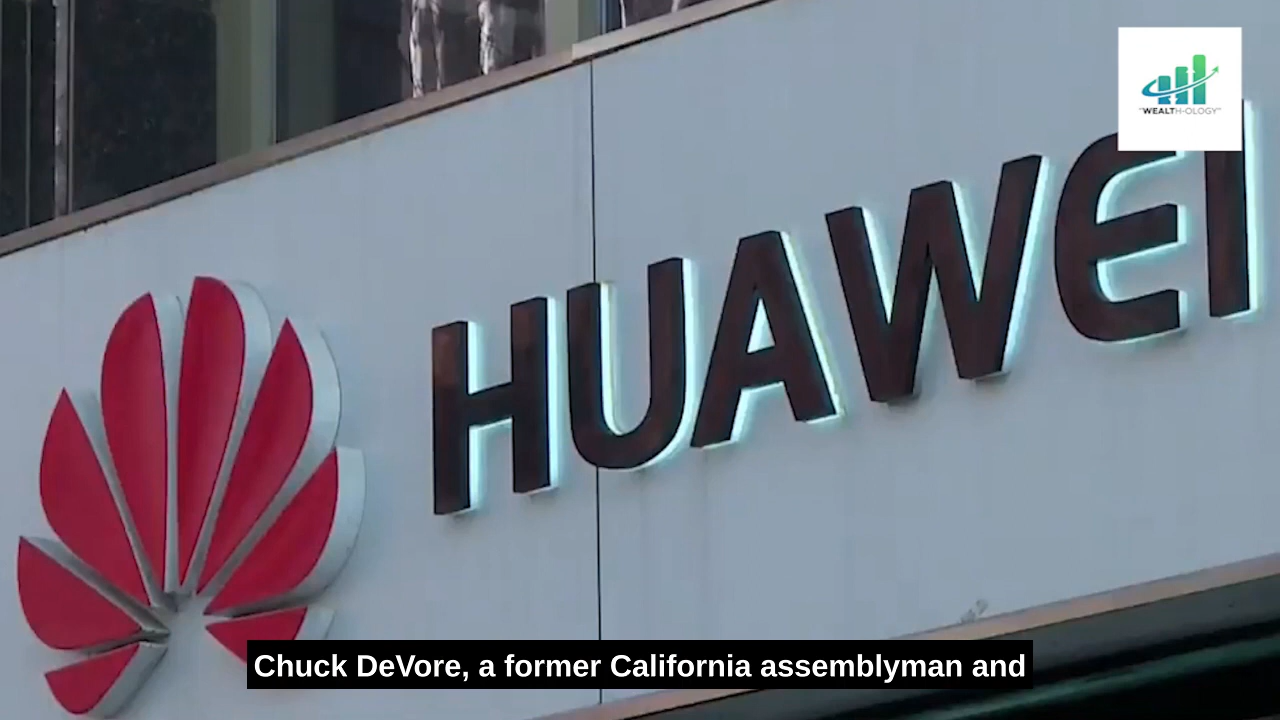 "WEALTH-OLOGY"
HUAWEI
Chuck DeVore, a former California assemblyman and